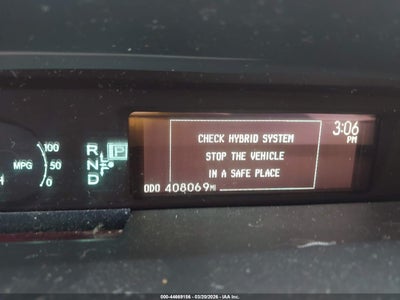 3:06
PM
CHECK HYBRID SYSTEM
STOP THE VEHICLE
IN A SAFE PLACE
ODO 408069MI
100
MPG 50
0
H
R
P
N
D
000-44669156 - 03/20/2026 - IAA Inc.